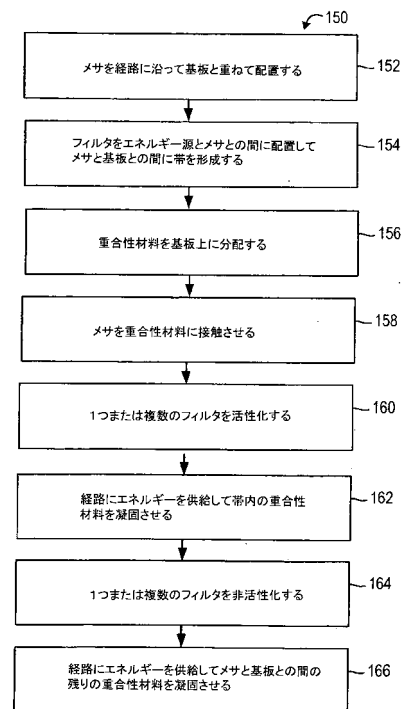 150
メサを経路に沿って基板と重ねて配置する
152
フィルタをエネルギー源とメサとの間に配置して
メサと基板との間に帯を形成する
154
重合性材料を基板上に分配する
156
メサを重合性材料に接触させる
158
1つまたは複数のフィルタを活性化する
160
経路にエネルギーを供給して帯内の重合性
材料を凝固させる
162
1つまたは複数のフィルタを非活性化する
164
経路にエネルギーを供給してメサと基板との間の
残りの重合性材料を凝固させる
166